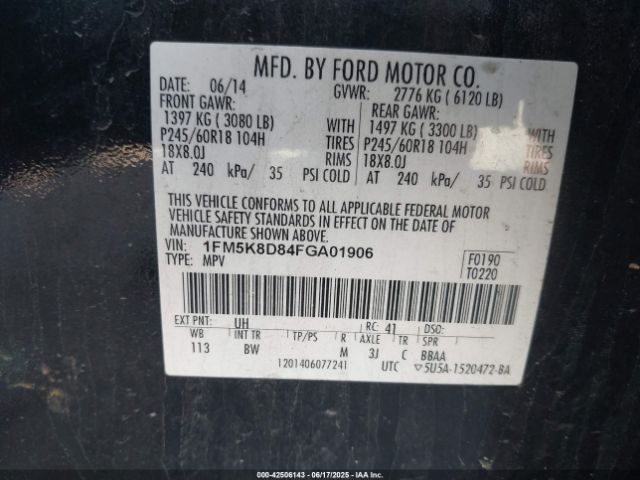 MFD. BY FORD MOTOR CO.
DATE: 06/14 GVWR: 2776 KG ( 6120 LB)
FRONT GAWR: REAR GAWR:
1397 KG ( 3080 LB) WITH 1497 KG ( 3300 LB) WITH
P245/60R18 104H TIRES P245/60R18 104H TIRES
18X8.0J RIMS 18X8.0J RIMS
AT 240 kPa/ 35 PSI COLD AT 240 kPa/ 35 PSI COLD
THIS VEHICLE CONFORMS TO ALL APPLICABLE FEDERAL MOTOR
VEHICLE SAFETY STANDARDS IN EFFECT ON THE DATE OF
MANUFACTURE SHOWN ABOVE.
VIN: 1FM5K8D84FGA01906
TYPE: MPV
F0190
T0220
EXT PNT: UH RC: 41 DSO:
WB INT TR TP/PS R AXLE TR SPR
113 BW M 3J C BBAA
1201406077241 UTC ▽5U5A-1520472-BA
000-42506143 - 06/17/2025 - IAAI.COM